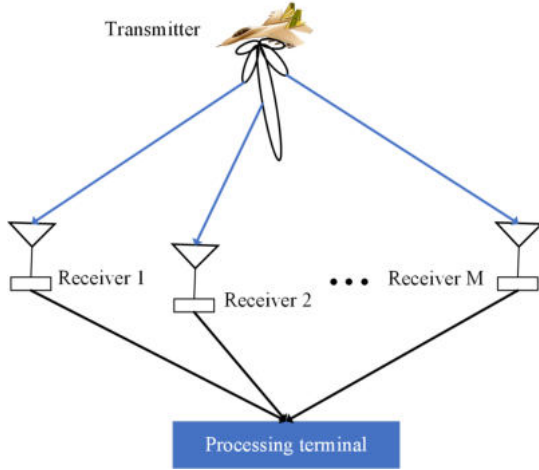 Transmitter
Receiver 1
Receiver 2
Receiver M
Processing terminal